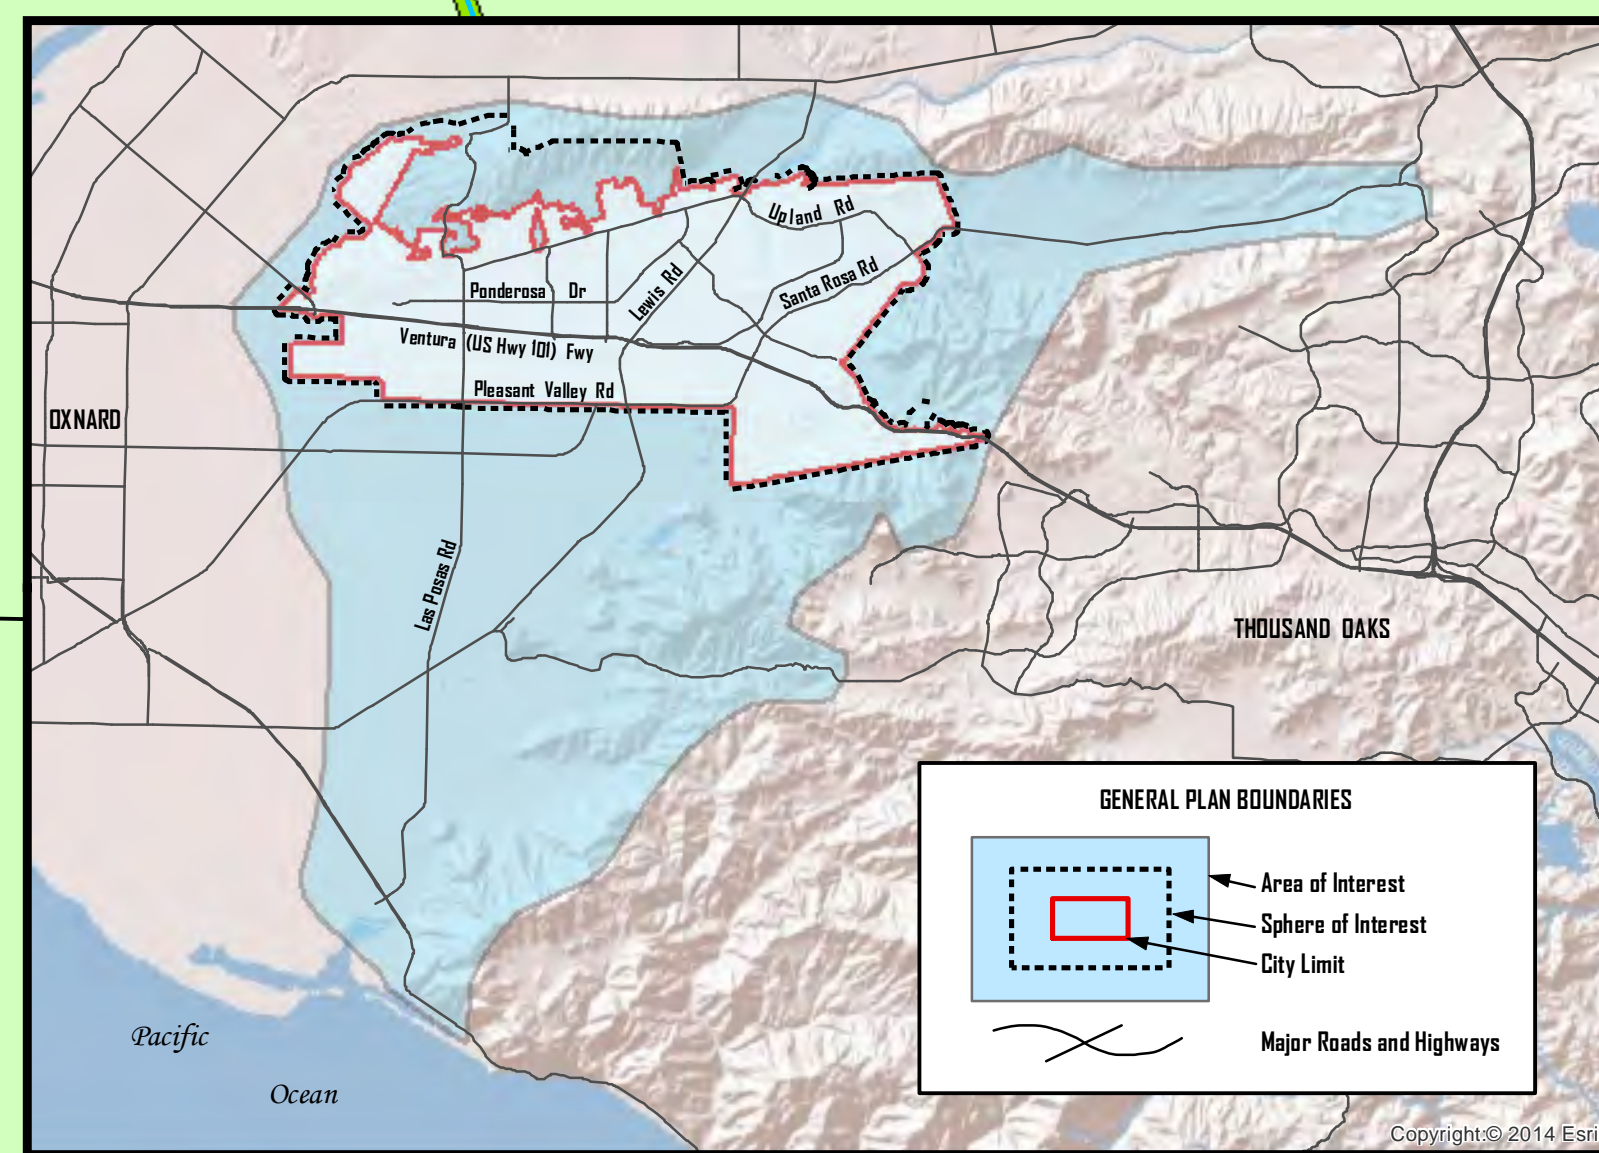 Upland Rd
Santa Rosa Rd
Lewis Rd
Ponderosa Dr
Ventura (US Hwy 101) Fwy
Pleasant Valley Rd
OXNARD
Las Posas Rd
THOUSAND OAKS
GENERAL PLAN BOUNDARIES
Area of Interest
Sphere of Interest
City Limit
Major Roads and Highways
Pacific
Ocean
Copyright:© 2014 Esri